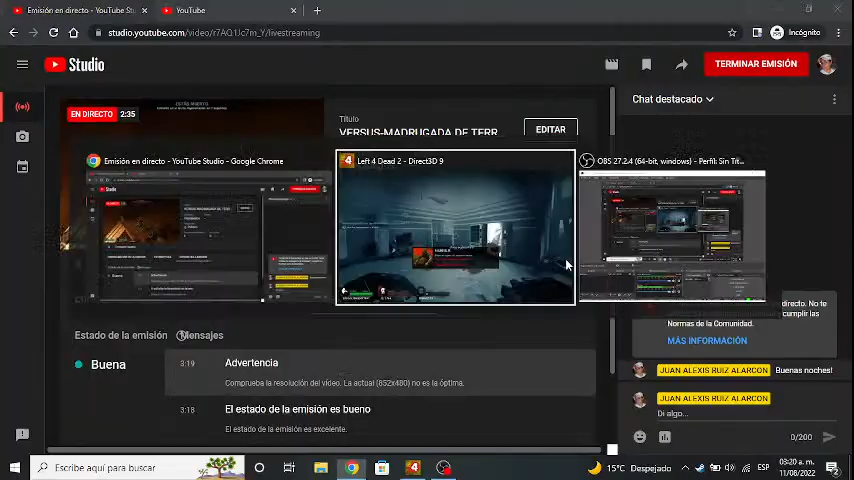 Emisión en directo - YouTube St
YouTube
studio.youtube.com/video/r7AQ1Jc7m_Y/livestreaming
Incógnito
Studio
TERMINAR EMISIÓN
EN DIRECTO 2:35
Título
VERSUS-MADRUGADA DE TERR
EDITAR
Chat destacado
Emisión en directo - YouTube Studio - Google Chrome
Left 4 Dead 2 - Direct3D 9
OBS 27.2.4 (64-bit, windows) - Perfil: Sin Tít...
directo. No te
cumplir las
Normas de la Comunidad.
MÁS INFORMACIÓN
Estado de la emisión
Mensajes
Buena
3:19
Advertencia
Comprueba la resolución del vídeo. La actual (852x480) no es la óptima.
3:18
El estado de la emisión es bueno
El estado de la emisión es excelente.
JUAN ALEXIS RUIZ ALARCON Buenas noches!
JUAN ALEXIS RUIZ ALARCON
Di algo...
0/200
Escribe aquí para buscar
15°C Despejado
ESP
03:20 a. m.
11/08/2022
2